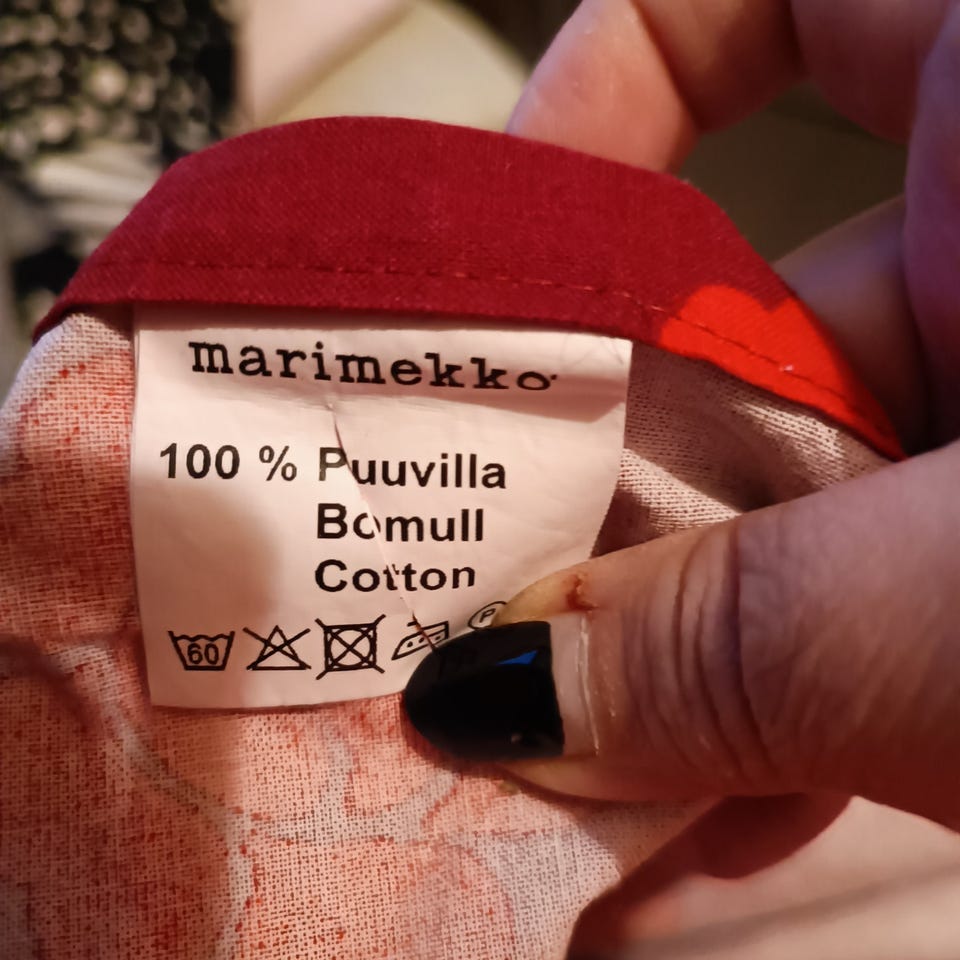 marimekko
100 % Puuvilla
Bomull
Cotton
60 P